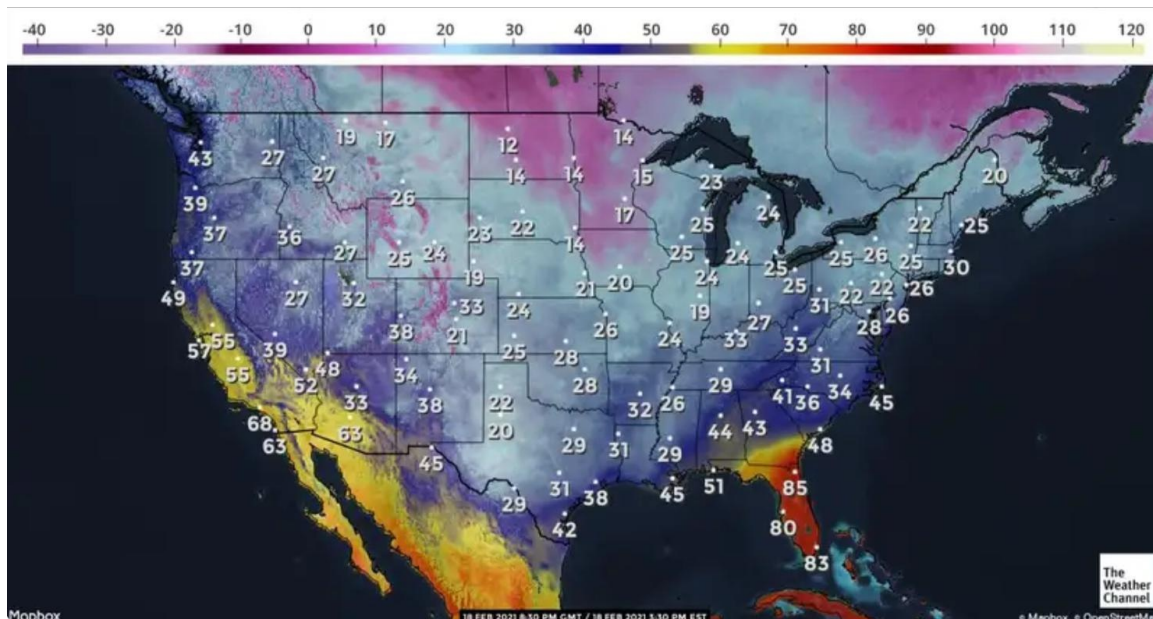 -40 -30 -20 -10 0 10 20 30 40 50 60 70 80 90 100 110 120
19 17 12 14
43 27 27 14 14 15 23 20
39 26 17 24
37 36 23 22 25 22 25
37 27 25 24 14 25 24 25 25 26 25 30
49 27 32 19 21 20 24 25 31 22 22 26
33 24 19 27 26
55 38 21 26 24 33 33 28
57 39 25 28 31
55 48 34 29 34
52 33 38 22 28 32 26 41 36 45
68 63 20 44 43
63 29 31 29 48
45 31 45 51 85
29 38
42 80
83
The
Weather
Channel
Mapbox 18 FEB 2021 8:30 PM GMT / 18 FEB 2021 3:30 PM EST © Mapbox, © OpenStreetMa